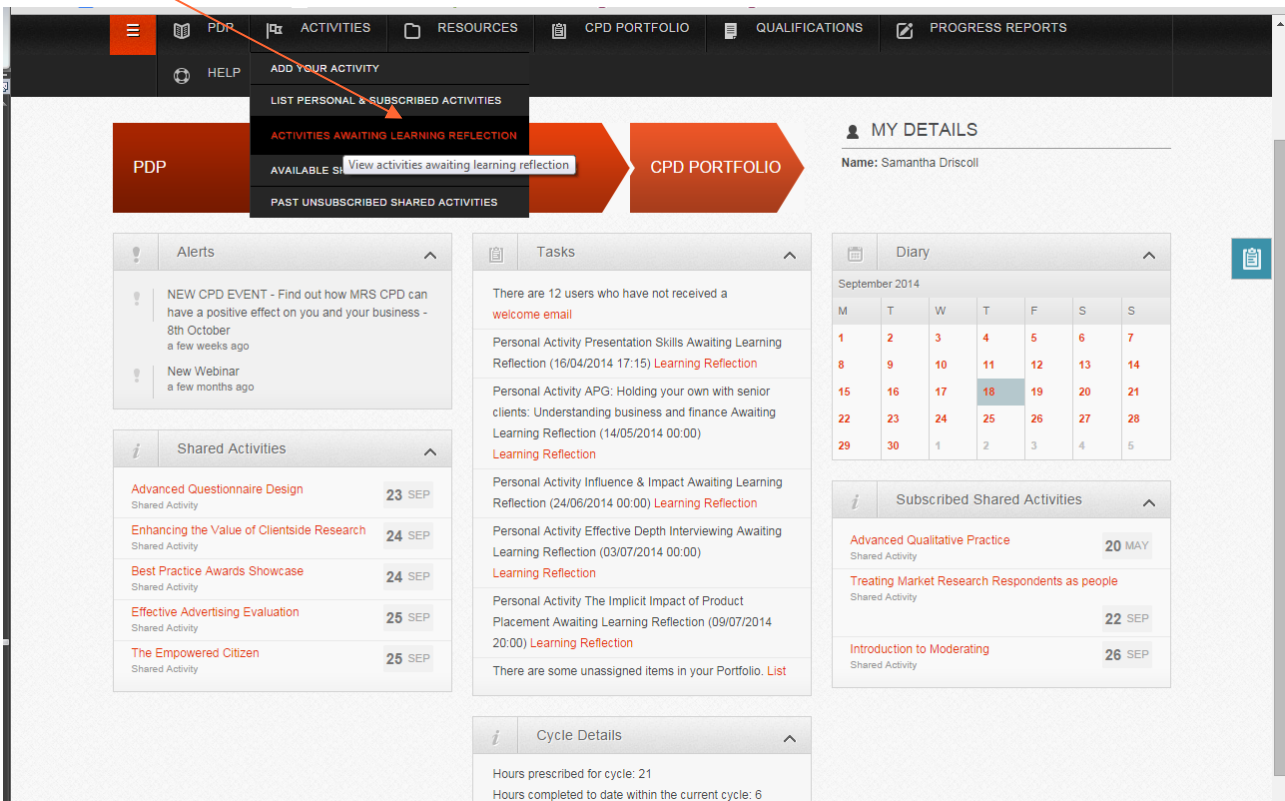 PDP
ACTIVITIES
RESOURCES
CPD PORTFOLIO
QUALIFICATIONS
PROGRESS REPORTS
HELP
ADD YOUR ACTIVITY
LIST PERSONAL & SUBSCRIBED ACTIVITIES
ACTIVITIES AWAITING LEARNING REFLECTION
View activities awaiting learning reflection
AVAILABLE
PAST UNSUBSCRIBED SHARED ACTIVITIES
PDP
CPD PORTFOLIO
MY DETAILS
Name: Samantha Driscoll
Alerts
NEW CPD EVENT - Find out how MRS CPD can
have a positive effect on you and your business -
8th October
a few weeks ago
New Webinar
a few months ago
Shared Activities
Advanced Questionnaire Design
Shared Activity
23 SEP
Enhancing the Value of Clientside Research
Shared Activity
24 SEP
Best Practice Awards Showcase
Shared Activity
24 SEP
Effective Advertising Evaluation
Shared Activity
25 SEP
The Empowered Citizen
Shared Activity
25 SEP
Tasks
There are 12 users who have not received a
welcome email
Personal Activity Presentation Skills Awaiting Learning
Reflection (16/04/2014 17:15) Learning Reflection
Personal Activity APG: Holding your own with senior
clients: Understanding business and finance Awaiting
Learning Reflection (14/05/2014 00:00)
Learning Reflection
Personal Activity Influence & Impact Awaiting Learning
Reflection (24/06/2014 00:00) Learning Reflection
Personal Activity Effective Depth Interviewing Awaiting
Learning Reflection (03/07/2014 00:00)
Learning Reflection
Personal Activity The Implicit Impact of Product
Placement Awaiting Learning Reflection (09/07/2014
20:00) Learning Reflection
There are some unassigned items in your Portfolio. List
Cycle Details
Hours prescribed for cycle: 21
Hours completed to date within the current cycle: 6
Diary
September 2014
M T W T F S S
1 2 3 4 5 6 7
8 9 10 11 12 13 14
15 16 17 18 19 20 21
22 23 24 25 26 27 28
29 30 1 2 3 4 5
Subscribed Shared Activities
Advanced Qualitative Practice
Shared Activity
20 MAY
Treating Market Research Respondents as people
Shared Activity
22 SEP
Introduction to Moderating
Shared Activity
26 SEP